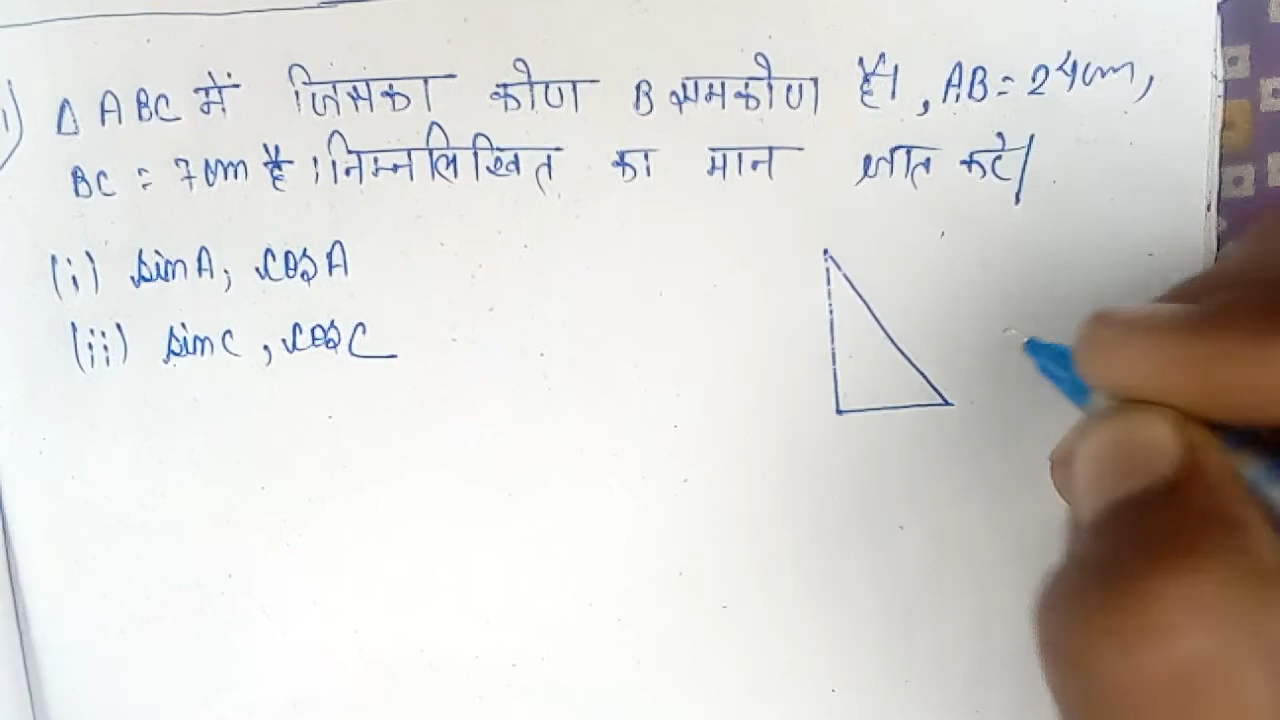 1) Δ ABC में जिसका कोण B समकोण है। , AB = 24cm,
BC = 7cm है। निम्नलिखित का मान ज्ञात करे|
(i) sinA, cosA
(ii) sinC, cosC